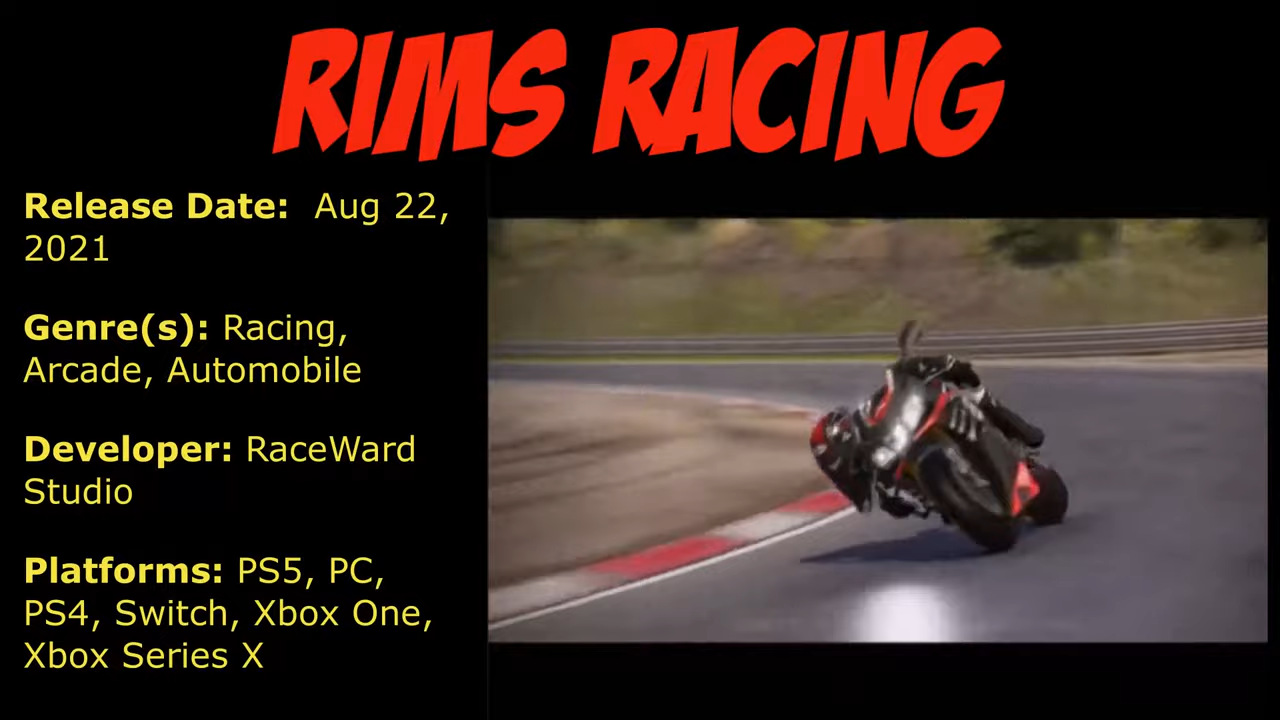 RIMS RACING
Release Date: Aug 22,
2021
Genre(s): Racing,
Arcade, Automobile
Developer: RaceWard
Studio
Platforms: PS5, PC,
PS4, Switch, Xbox One,
Xbox Series X